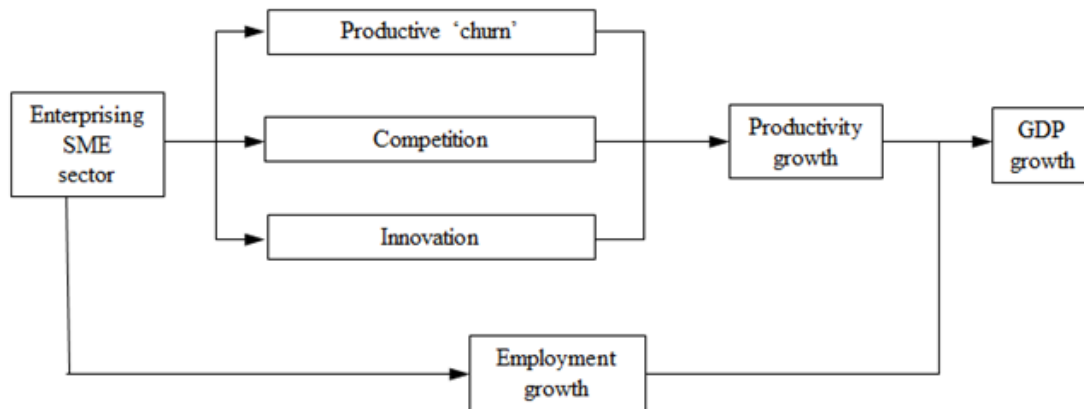 Productive ‘churn’
Enterprising
SME
sector
Competition
Productivity
growth
GDP
growth
Innovation
Employment
growth